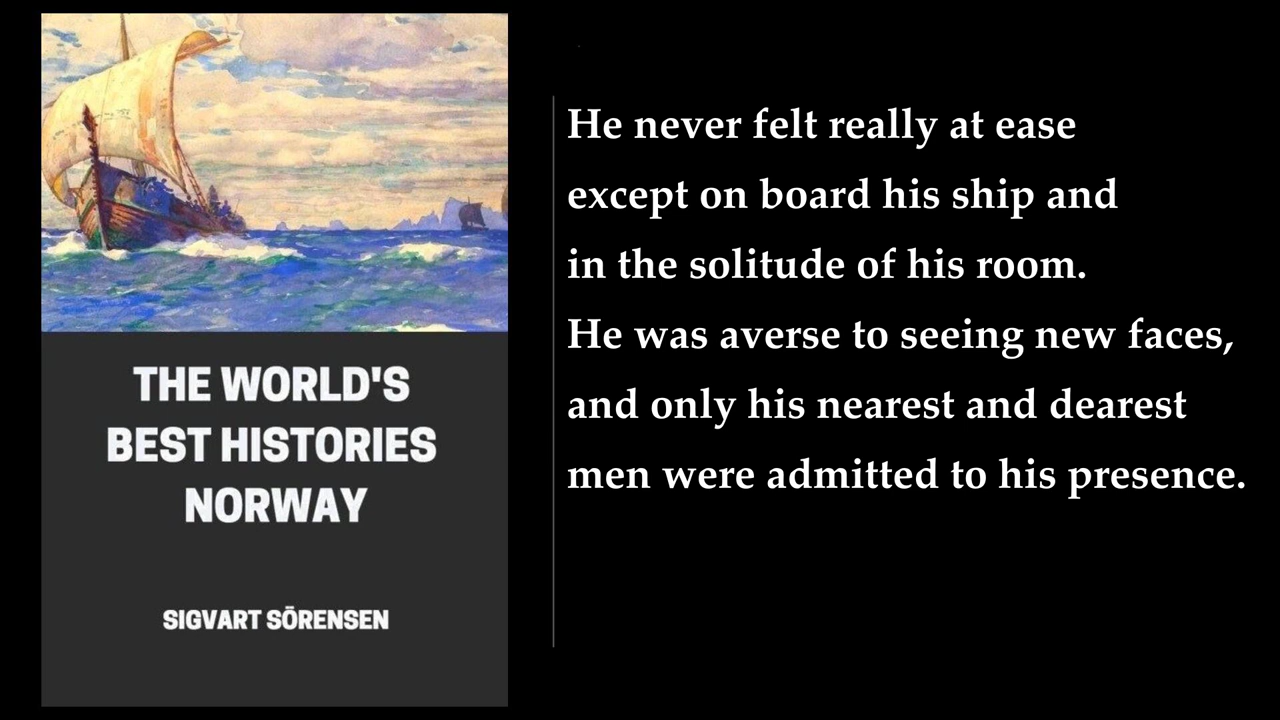 THE WORLD'S
BEST HISTORIES
NORWAY
SIGVART SÖRENSEN
He never felt really at ease
except on board his ship and
in the solitude of his room.
He was averse to seeing new faces,
and only his nearest and dearest
men were admitted to his presence.